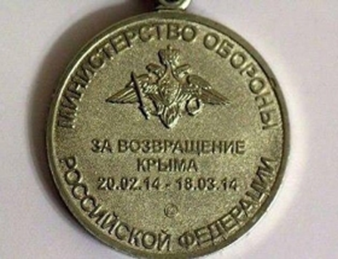 МИНИСТЕРСТВО ОБОРОНЫ
ЗА ВОЗВРАЩЕНИЕ
КРЫМА
20.02.14 - 18.03.14
РОССИЙСКОЙ ФЕДЕРАЦИИ